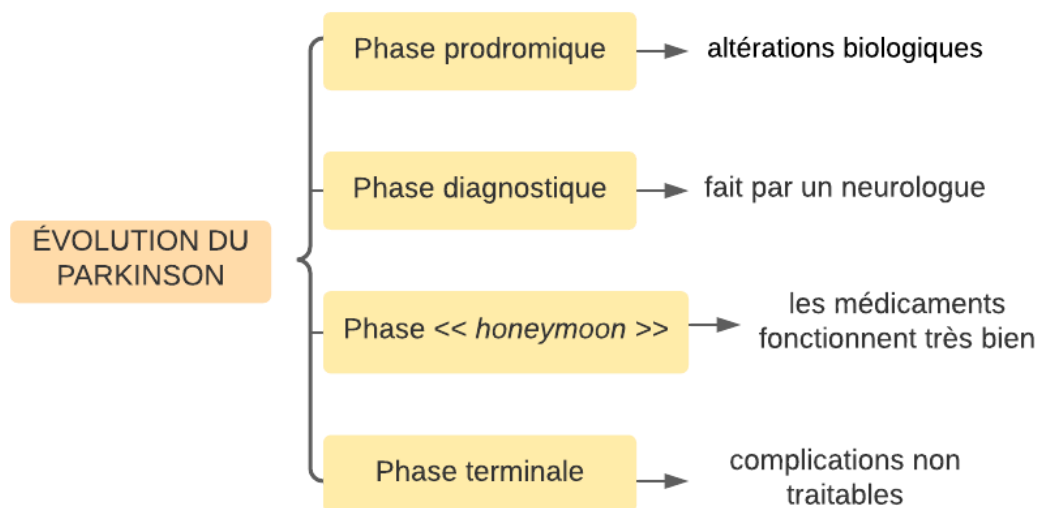 ÉVOLUTION DU
PARKINSON
Phase prodromique
altérations biologiques
Phase diagnostique
fait par un neurologue
Phase << honeymoon >>
les médicaments
fonctionnent très bien
Phase terminale
complications non
traitables